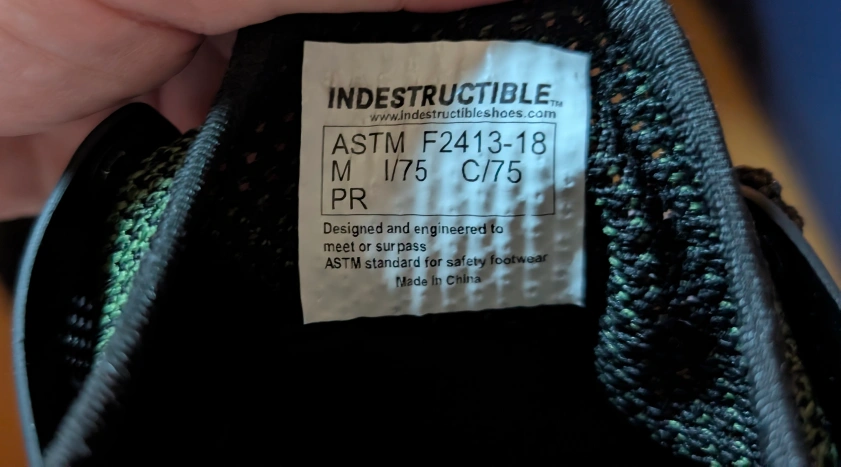 INDESTRUCTIBLE™
www.indestructibleshoes.com
ASTM F2413-18
M I/75 C/75
PR
Designed and engineered to
meet or surpass
ASTM standard for safety footwear
Made in China